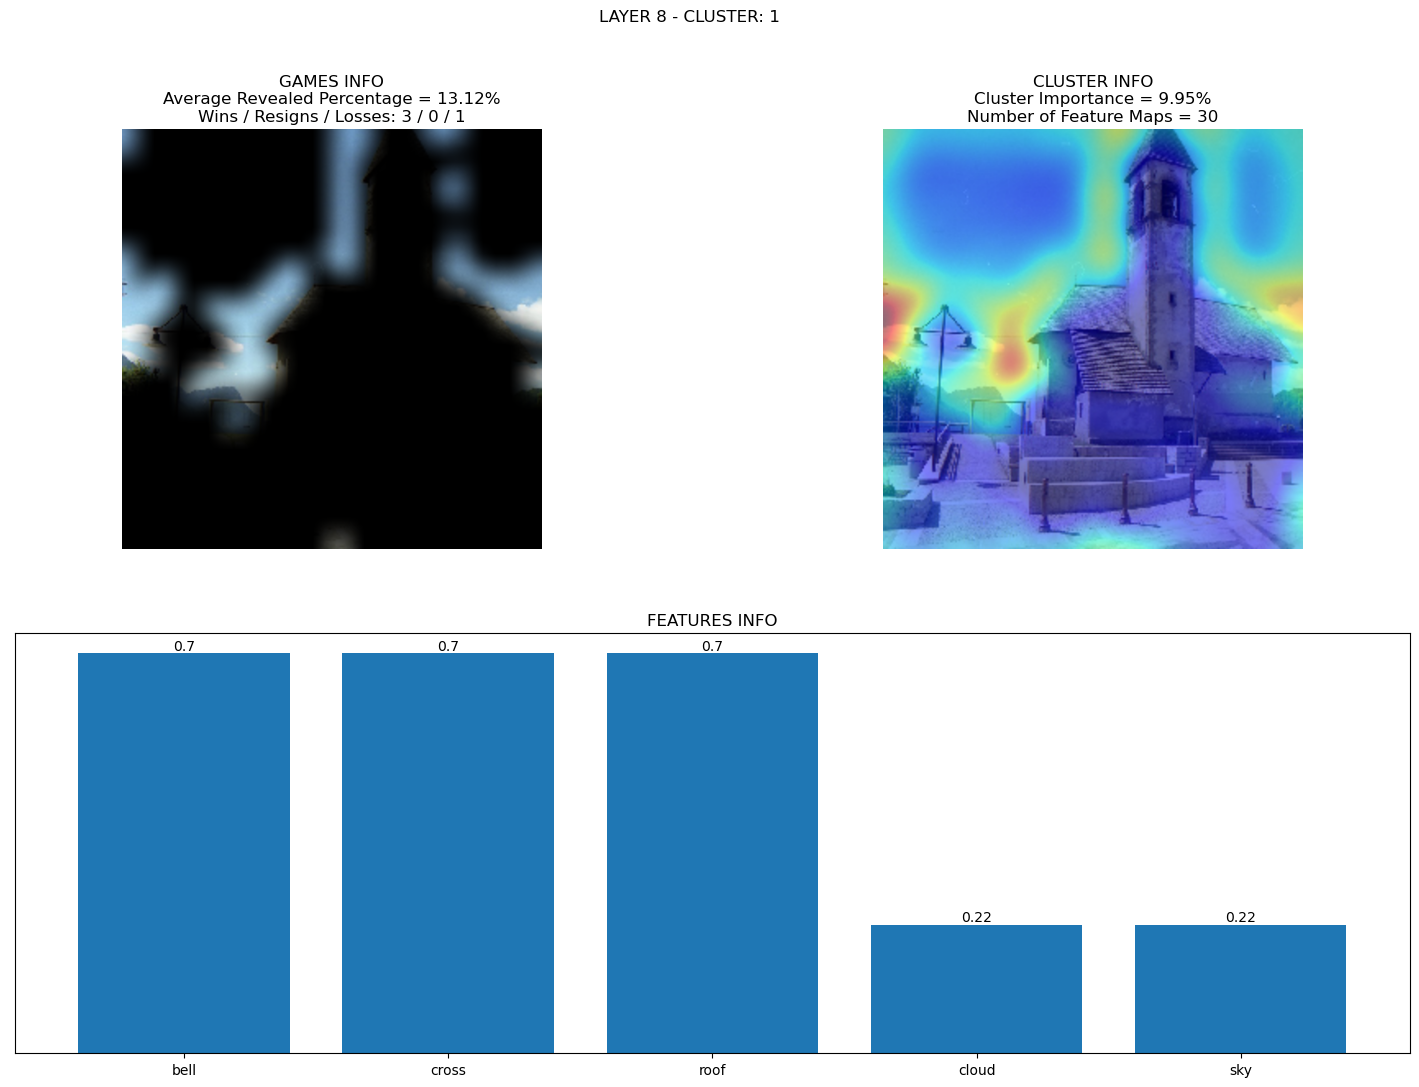 LAYER 8 - CLUSTER: 1
GAMES INFO
Average Revealed Percentage = 13.12%
Wins / Resigns / Losses: 3 / 0 / 1
CLUSTER INFO
Cluster Importance = 9.95%
Number of Feature Maps = 30
FEATURES INFO
0.7 0.7 0.7 0.22 0.22
bell cross roof cloud sky